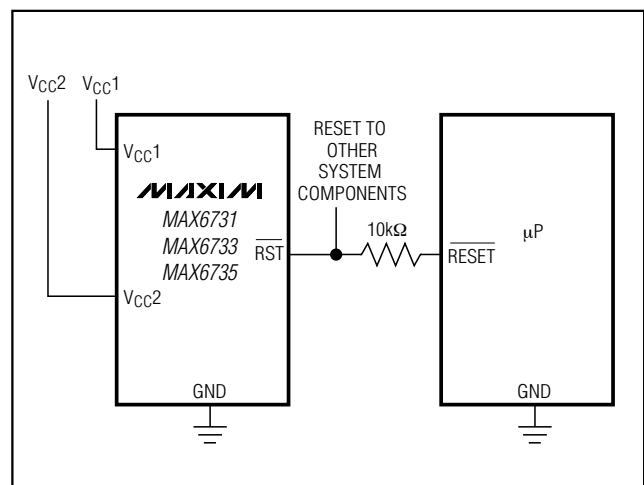 VCC2 VCC1
VCC1
MAXIM
MAX6731
MAX6733
MAX6735
RST
VCC2
GND
RESET TO
OTHER
SYSTEM
COMPONENTS
10kΩ
RESET
μP
GND